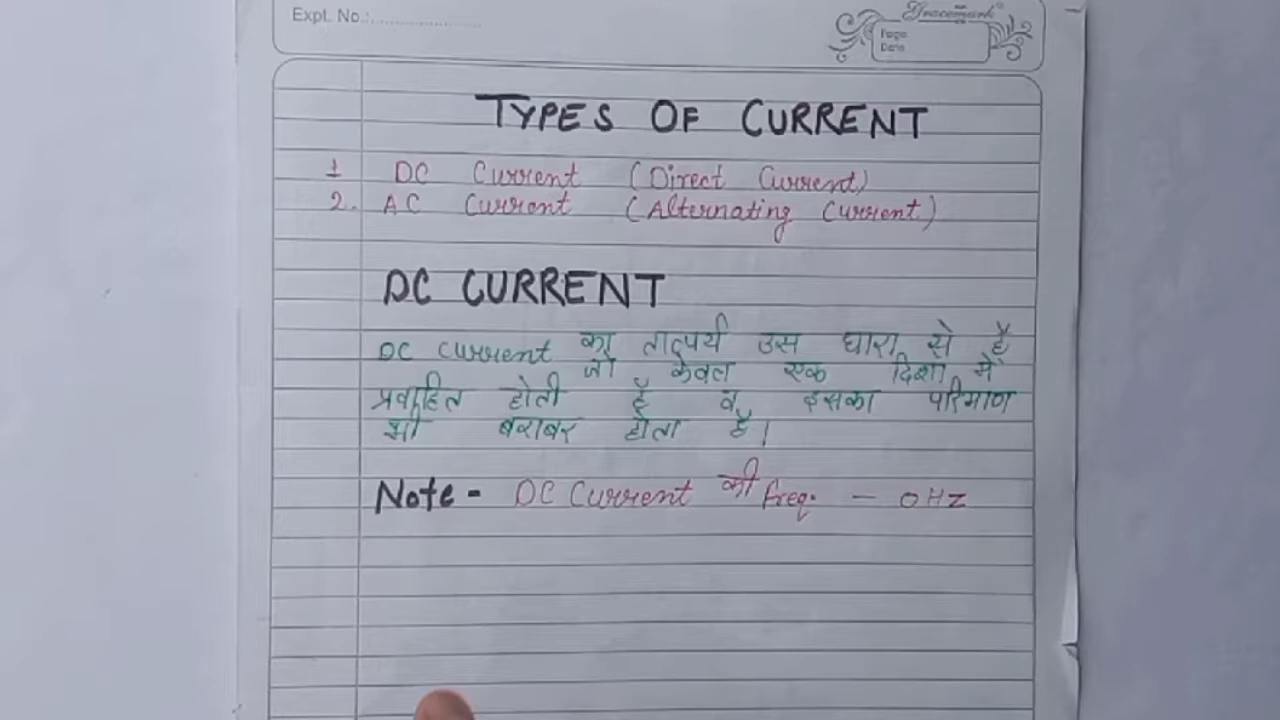 Expt. No.:
Gracemark
Page
Date
TYPES OF CURRENT
1 DC Current (Direct Current)
2. AC Current (Alternating Current)
DC CURRENT
DC Current का तात्पर्य उस धारा से है
जो केवल एक दिशा में
प्रवाहित होती है व इसका परिमाण
भी बराबर होता है।
Note - DC Current की freq. - 0HZ